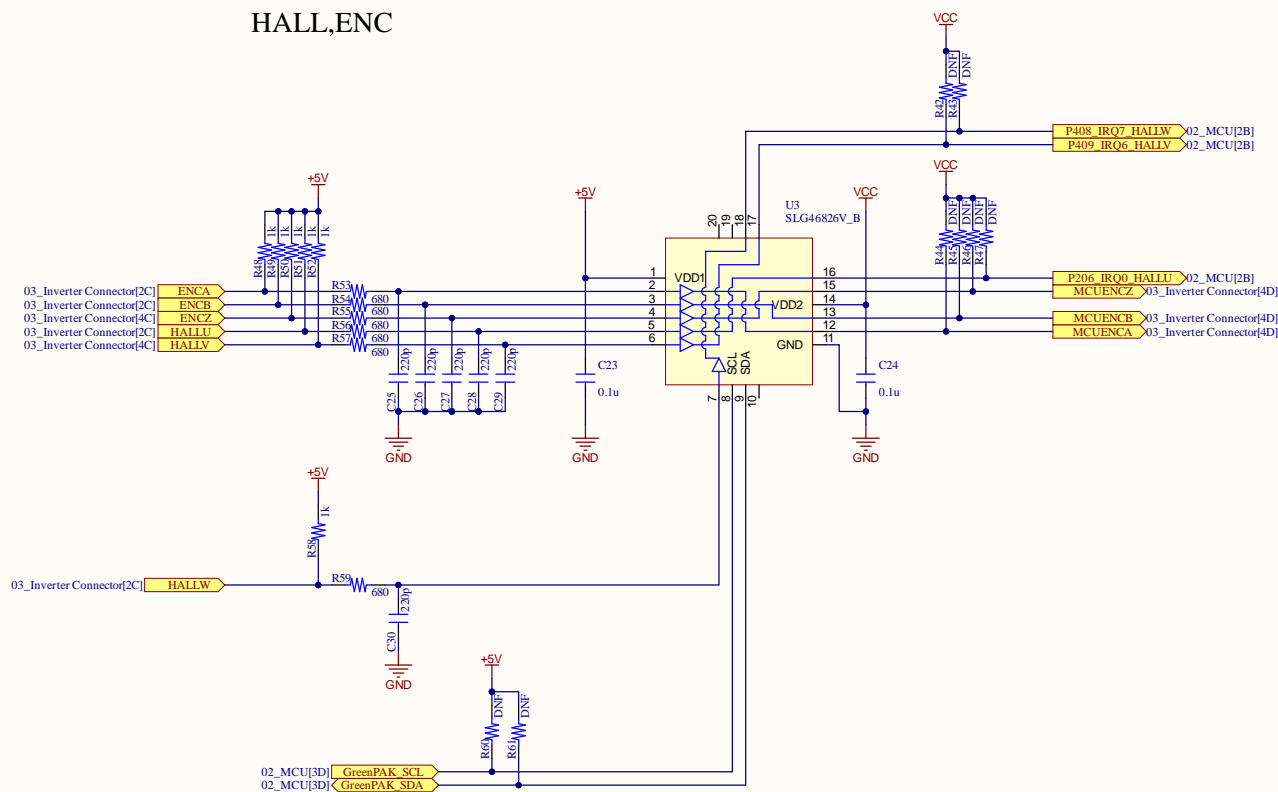 HALL,ENC
VCC
DNF
DNF
R42
R43
P408_IRQ7_HALLW 02_MCU[2B]
P409_IRQ6_HALLV 02_MCU[2B]
VCC
DNF
DNF
DNF
DNF
R44
R45
R46
R47
+5V
1k
1k
1k
1k
1k
R48
R49
R50
R51
R52
+5V
VCC
U3
SLG46826V_B
20
19
18
17
1
2
3
4
5
6
VDD1
VDD2
GND
SCL
SDA
16
15
14
13
12
11
7
8
9
10
P206_IRQ0_HALLU 02_MCU[2B]
MCUENCZ 03_Inverter Connector[4D]
MCUENCB 03_Inverter Connector[4D]
MCUENCA 03_Inverter Connector[4D]
03_Inverter Connector[2C] ENCA
03_Inverter Connector[2C] ENCB
03_Inverter Connector[4C] ENCZ
03_Inverter Connector[2C] HALLU
03_Inverter Connector[4C] HALLV
R53
680
R54
680
R55
680
R56
680
R57
680
220p
220p
220p
220p
220p
C25
C26
C27
C28
C29
GND
C23
0.1u
GND
C24
0.1u
GND
+5V
1k
R58
03_Inverter Connector[2C] HALLW
R59
680
220p
C30
GND
+5V
DNF
DNF
R60
R61
02_MCU[3D] GreenPAK_SCL
02_MCU[3D] GreenPAK_SDA